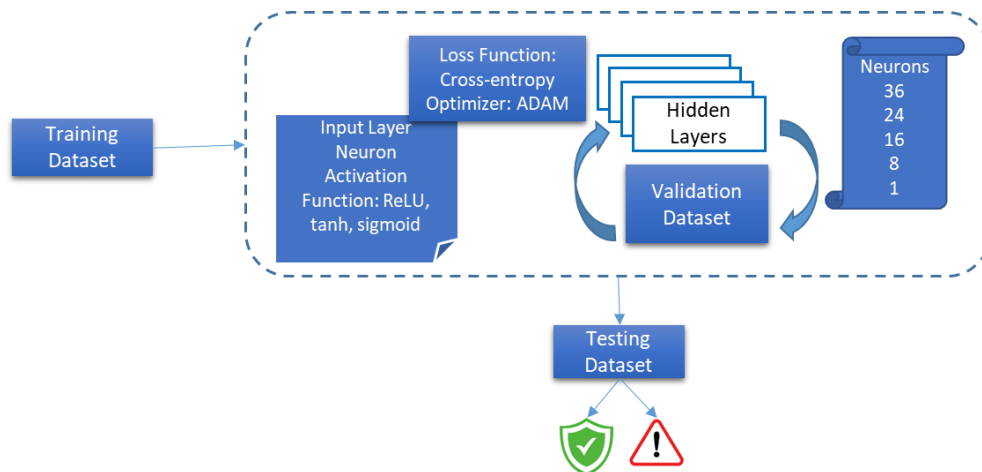 Training
Dataset
Loss Function:
Cross-entropy
Optimizer: ADAM
Input Layer
Neuron
Activation
Function: ReLU,
tanh, sigmoid
Hidden
Layers
Validation
Dataset
Neurons
36
24
16
8
1
Testing
Dataset